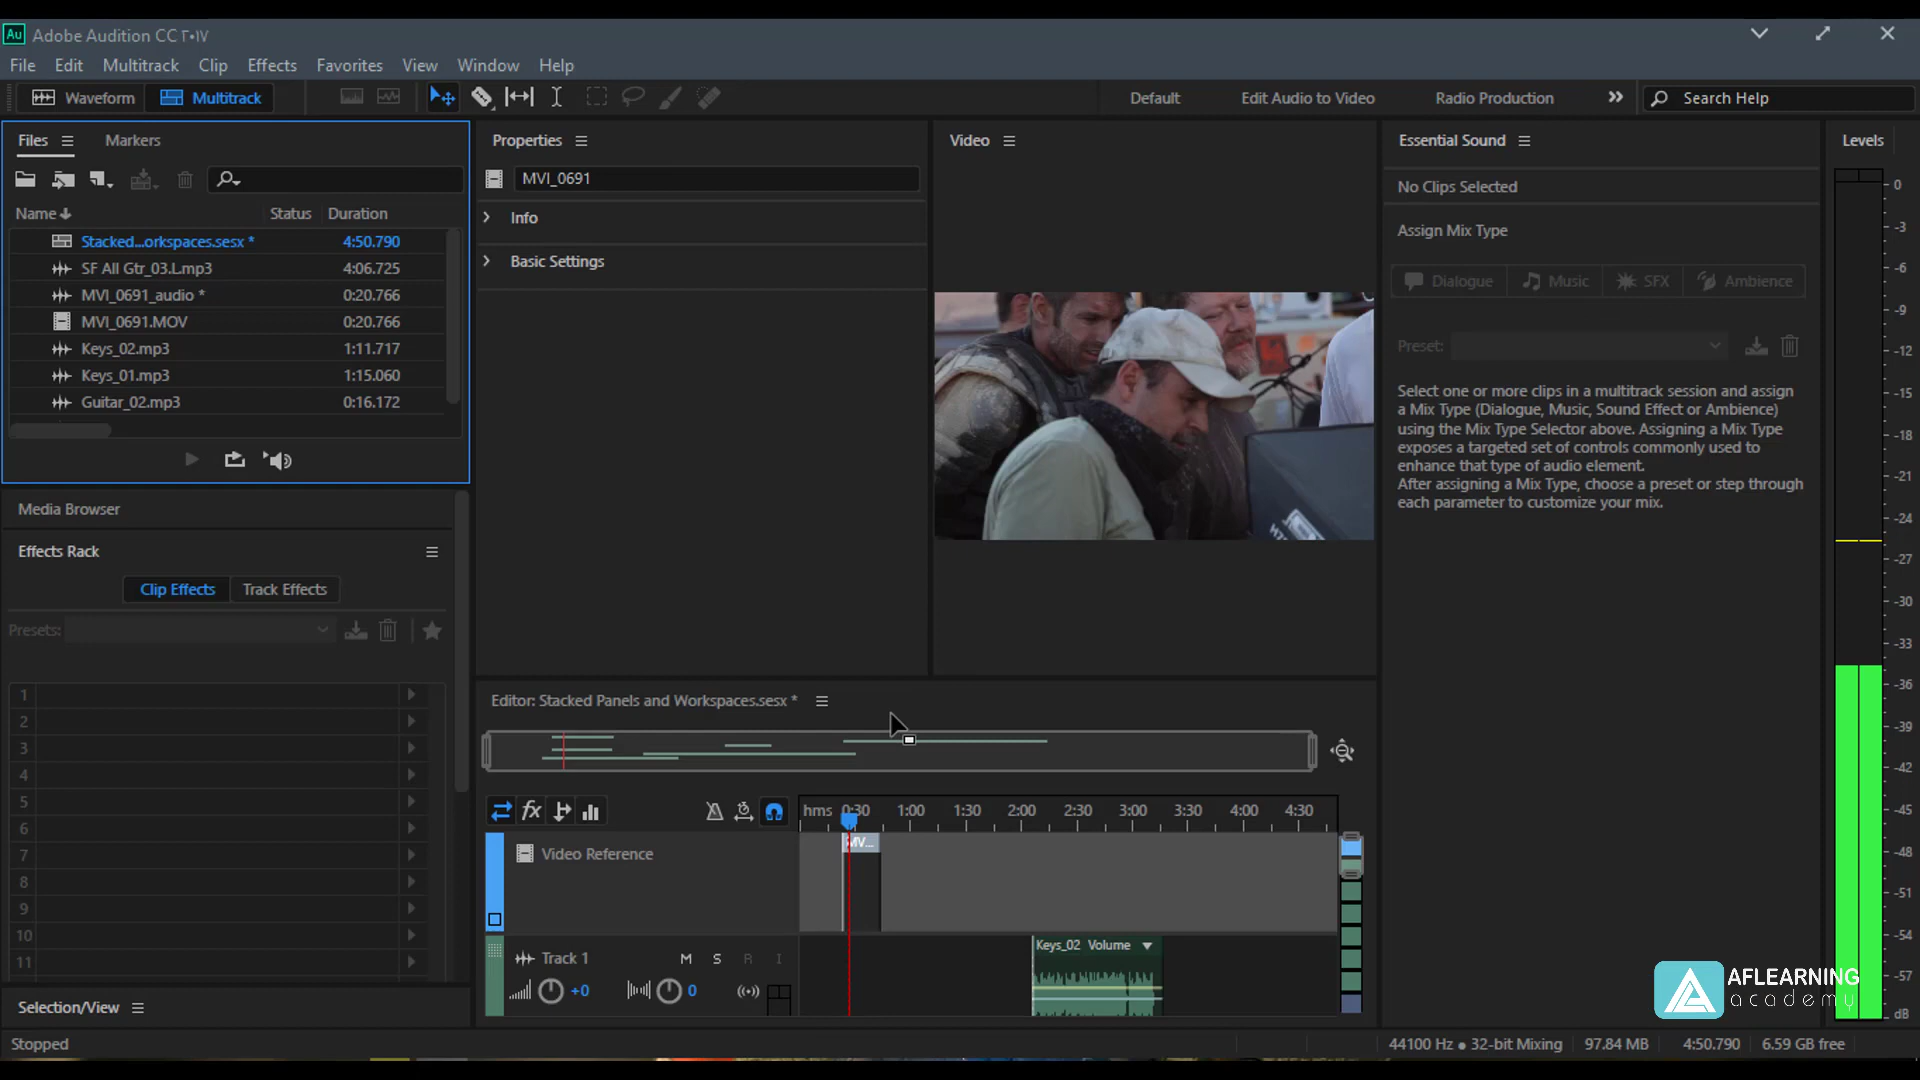 Au Adobe Audition CC
File Edit Multitrack Clip Effects Favorites View Window Help
Waveform Multitrack Default Edit Audio to Video Radio Production Search Help
Files Markers
Name Status Duration
Stacked...orkspaces.sesx * 4:50.790
SF All Gtr_03.L.mp3 4:06.725
MVI_0691_audio * 0:20.766
MVI_0691.MOV 0:20.766
Keys_02.mp3 1:11.717
Keys_01.mp3 1:15.060
Guitar_02.mp3 0:16.172
Media Browser
Effects Rack
Clip Effects Track Effects
Presets:
1
2
3
4
5
6
7
8
9
10
11
Selection/View
Stopped
Properties
MVI_0691
Info
Basic Settings
Video
Editor: Stacked Panels and Workspaces.sesx *
fx hms 0:30 1:00 1:30 2:00 2:30 3:00 3:30 4:00 4:30
Video Reference MV...
Track 1 M S R I
+0 0
Keys_02 Volume
Essential Sound
No Clips Selected
Assign Mix Type
Dialogue Music SFX Ambience
Preset:
Select one or more clips in a multitrack session and assign
a Mix Type (Dialogue, Music, Sound Effect or Ambience)
using the Mix Type Selector above. Assigning a Mix Type
exposes a targeted set of controls commonly used to
enhance that type of audio element.
After assigning a Mix Type, choose a preset or step through
each parameter to customize your mix.
Levels
0
-3
-6
-9
-12
-15
-18
-21
-24
-27
-30
-33
-36
-39
-42
-45
-48
-51
-54
-57
dB
AFLEARNING
academy
44100 Hz ● 32-bit Mixing 97.84 MB 4:50.790 6.59 GB free